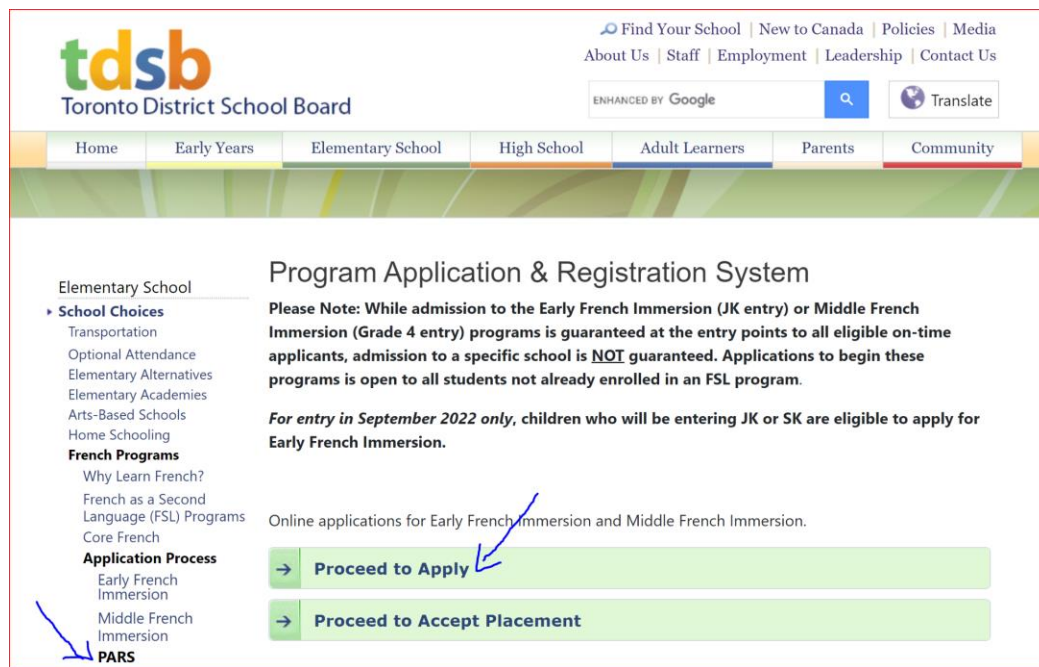 Find Your School | New to Canada | Policies | Media
About Us | Staff | Employment | Leadership | Contact Us
tdsb
Toronto District School Board
ENHANCED BY Google
Translate
Home Early Years Elementary School High School Adult Learners Parents Community
Elementary School
School Choices
Transportation
Optional Attendance
Elementary Alternatives
Elementary Academies
Arts-Based Schools
Home Schooling
French Programs
Why Learn French?
French as a Second
Language (FSL) Programs
Core French
Application Process
Early French
Immersion
Middle French
Immersion
PARS
Program Application & Registration System
Please Note: While admission to the Early French Immersion (JK entry) or Middle French
Immersion (Grade 4 entry) programs is guaranteed at the entry points to all eligible on-time
applicants, admission to a specific school is NOT guaranteed. Applications to begin these
programs is open to all students not already enrolled in an FSL program.
For entry in September 2022 only, children who will be entering JK or SK are eligible to apply for
Early French Immersion.
Online applications for Early French Immersion and Middle French Immersion.
Proceed to Apply
Proceed to Accept Placement